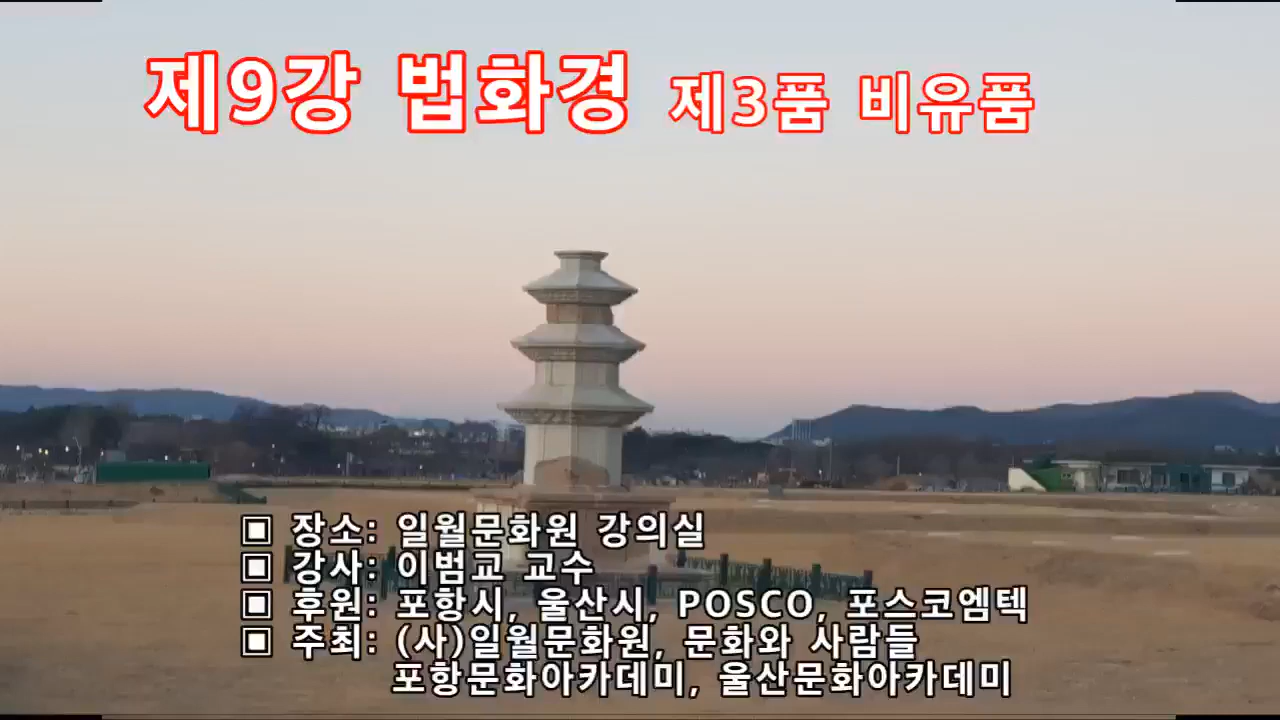 제9강 법화경 제3품 비유품
▣ 장소: 일월문화원 강의실
▣ 강사: 이범교 교수
▣ 후원: 포항시, 울산시, POSCO, 포스코엠텍
▣ 주최: (사)일월문화원, 문화와 사람들
포항문화아카데미, 울산문화아카데미